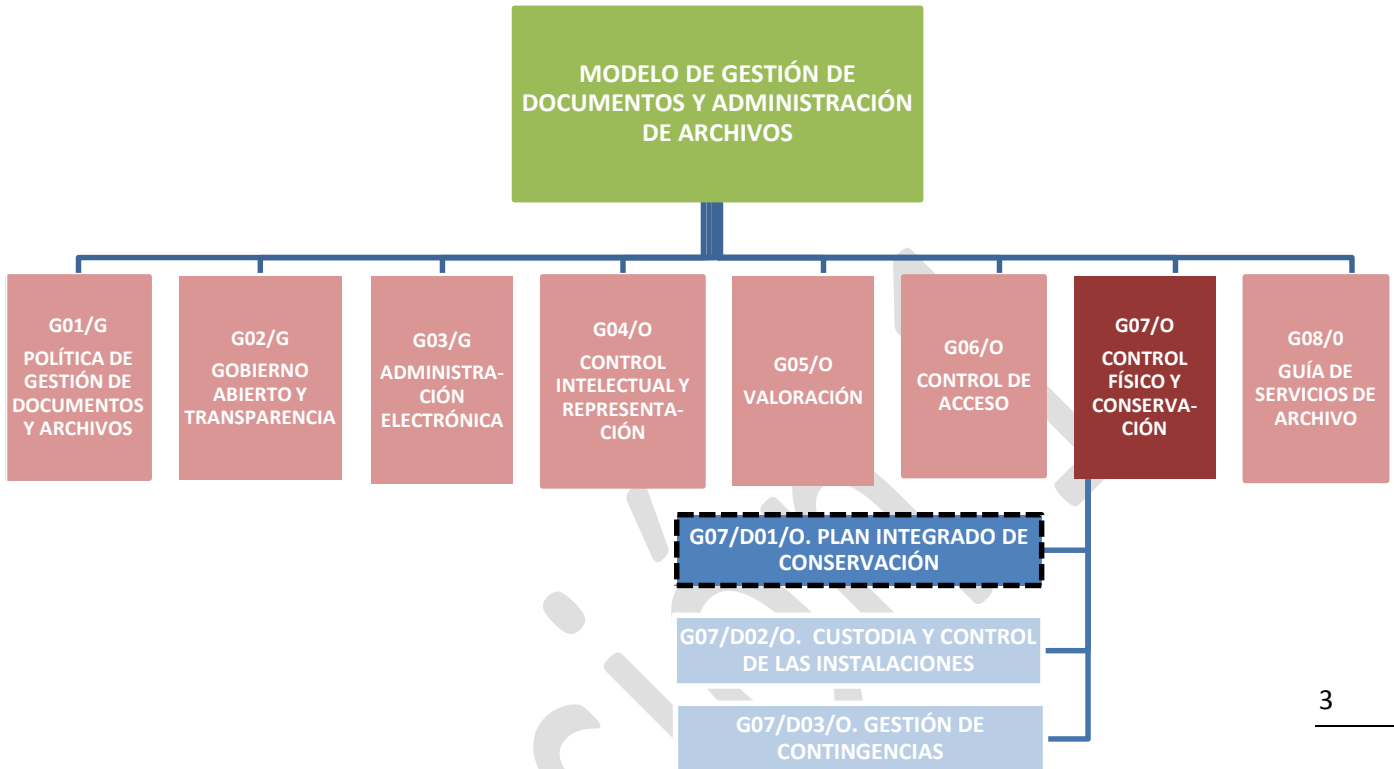 MODELO DE GESTIÓN DE
DOCUMENTOS Y ADMINISTRACIÓN
DE ARCHIVOS
G01/G
POLÍTICA DE
GESTIÓN DE
DOCUMENTOS
Y ARCHIVOS
G02/G
GOBIERNO
ABIERTO Y
TRANSPARENCIA
G03/G
ADMINISTRA-
CIÓN
ELECTRÓNICA
G04/O
CONTROL
INTELECTUAL Y
REPRESENTA-
CIÓN
G05/O
VALORACIÓN
G06/O
CONTROL DE
ACCESO
G07/O
CONTROL
FÍSICO Y
CONSERVA-
CIÓN
G08/0
GUÍA DE
SERVICIOS DE
ARCHIVO
G07/D01/O. PLAN INTEGRADO DE
CONSERVACIÓN
G07/D02/O. CUSTODIA Y CONTROL
DE LAS INSTALACIONES
G07/D03/O. GESTIÓN DE
CONTINGENCIAS
3